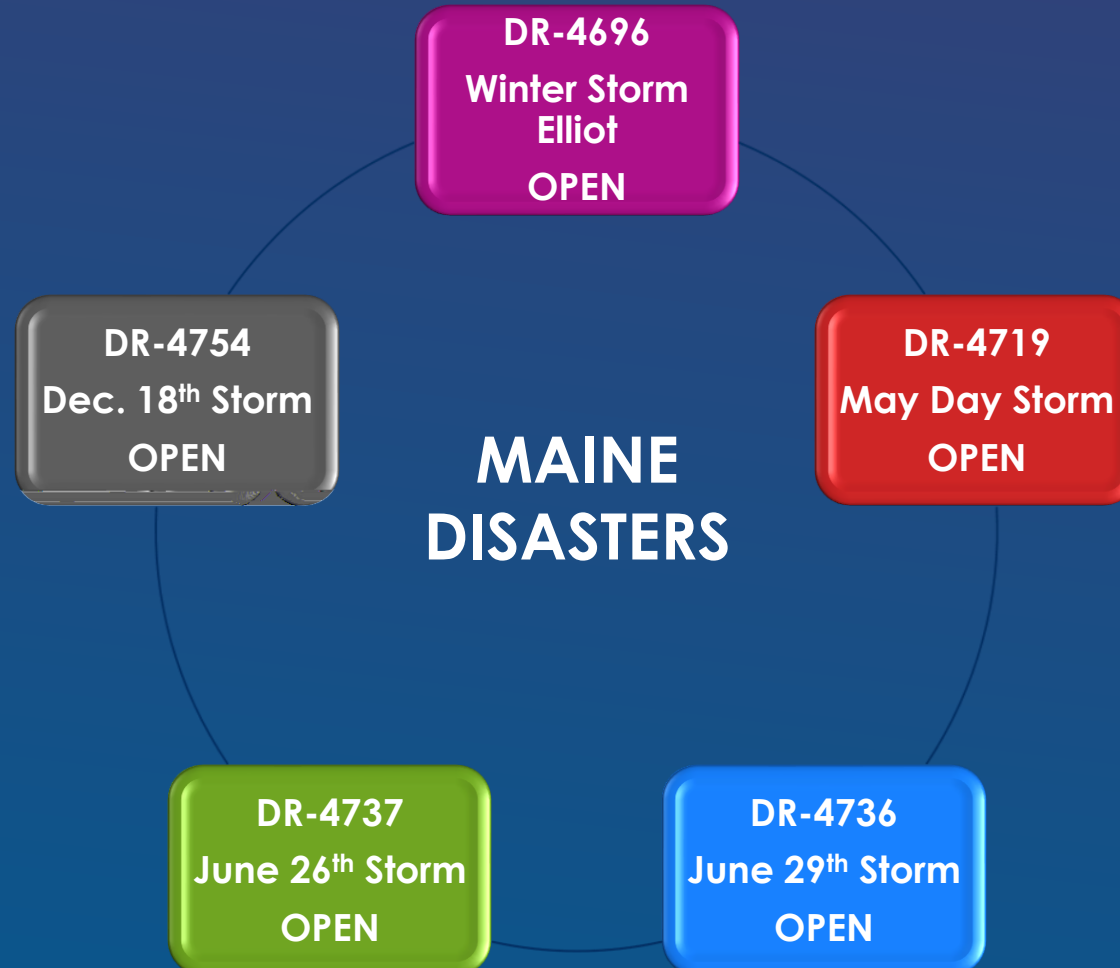 DR-4696
Winter Storm
Elliot
OPEN
DR-4754
Dec. 18th Storm
OPEN
DR-4719
May Day Storm
OPEN
MAINE
DISASTERS
DR-4737
June 26th Storm
OPEN
DR-4736
June 29th Storm
OPEN